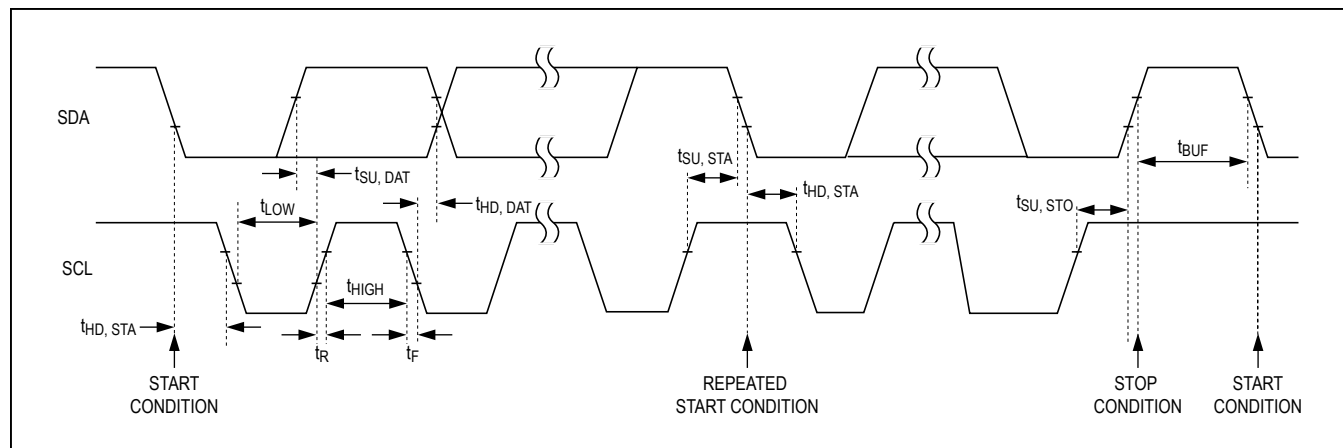 SDA
tSU, DAT
tLOW
tHD, DAT
tSU, STA
tHD, STA
tBUF
tSU, STO
SCL
tHIGH
tHD, STA
tR
tF
START
CONDITION
REPEATED
START CONDITION
STOP
CONDITION
START
CONDITION